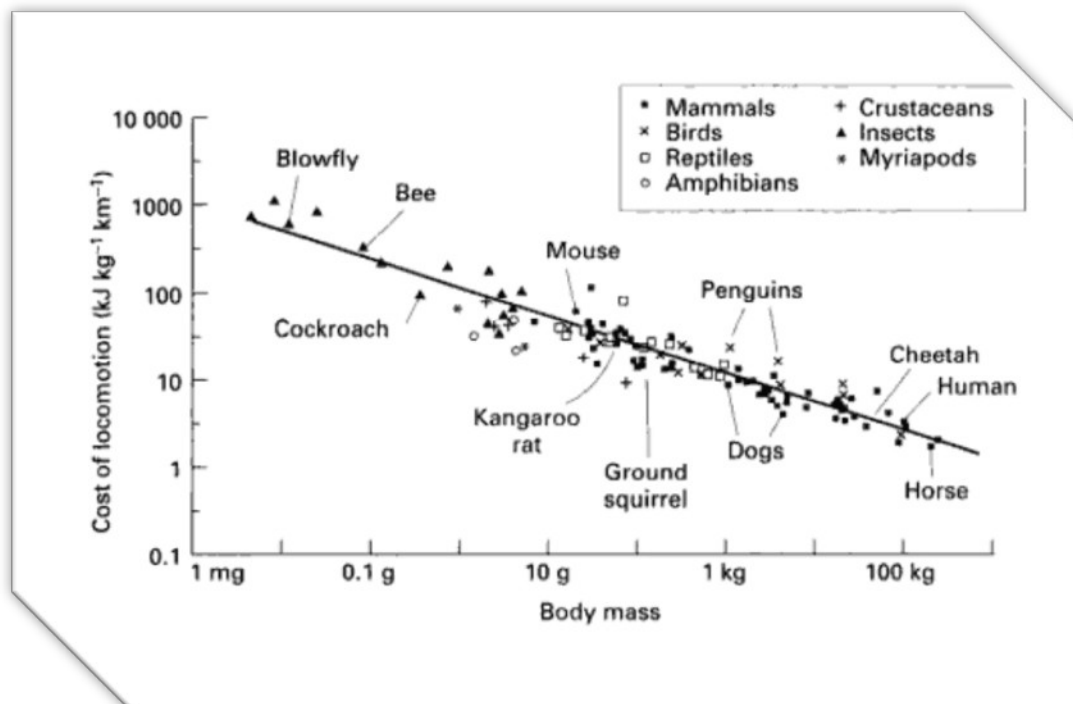 Mammals
Birds
Reptiles
Amphibians
Crustaceans
Insects
Myriapods
10 000
1000
100
10
1
0.1
Cost of locomotion (kJ kg⁻¹ km⁻¹)
Blowfly
Bee
Cockroach
Mouse
Kangaroo
rat
Ground
squirrel
Penguins
Dogs
Cheetah
Human
Horse
1 mg
0.1 g
10 g
1 kg
100 kg
Body mass